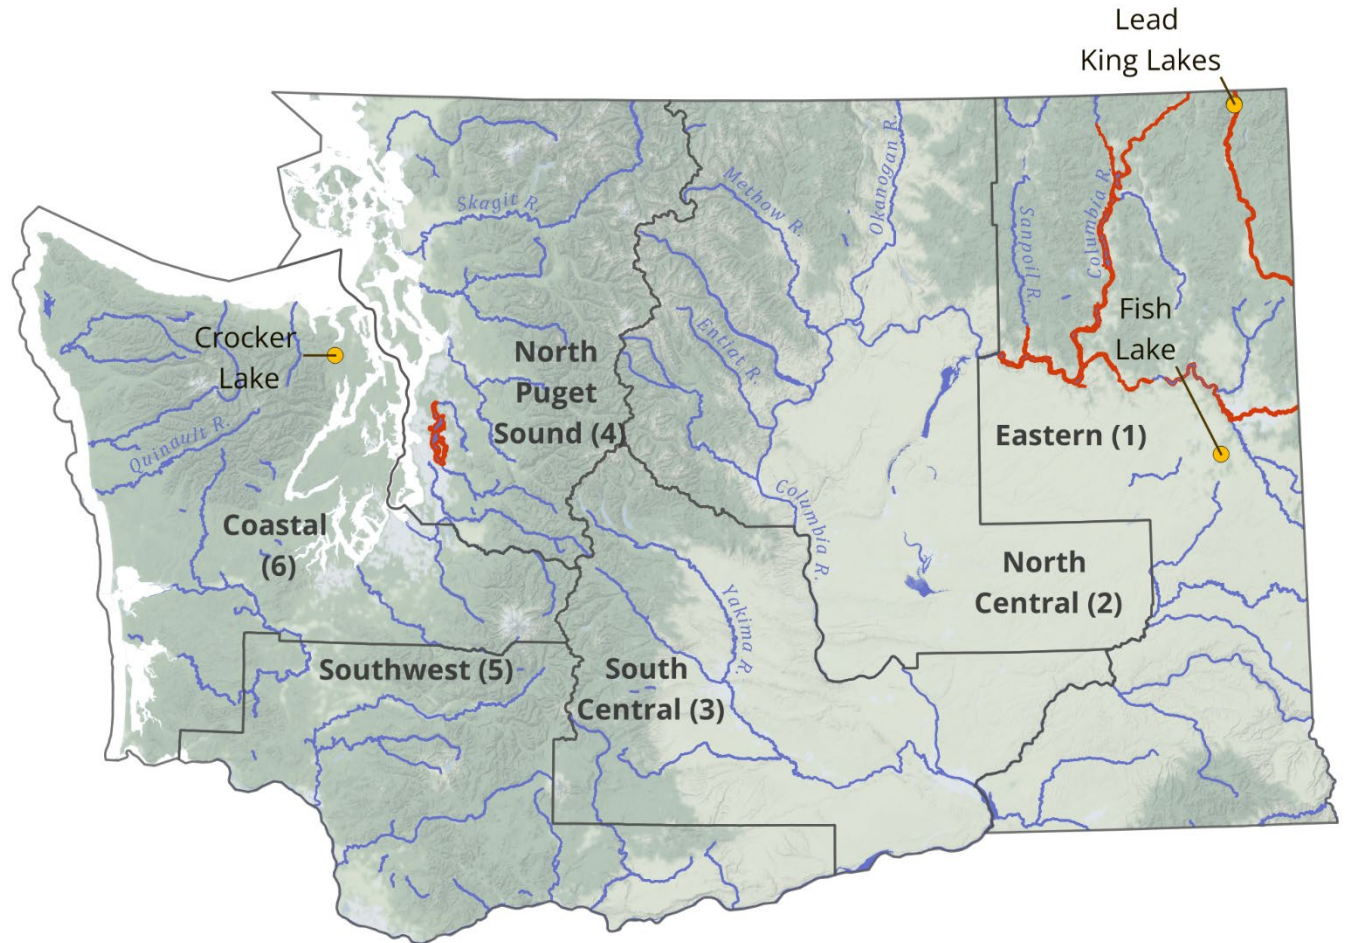 Lead
King Lakes
Skagit R.
Methow R.
Okanogan R.
Sanpoil R.
Columbia R.
Fish
Lake
Crocker
Lake
Entiat R.
North
Puget
Sound (4)
Quinault R.
Eastern (1)
Columbia R.
Coastal
(6)
North
Central (2)
Yakima R.
Southwest (5)
South
Central (3)